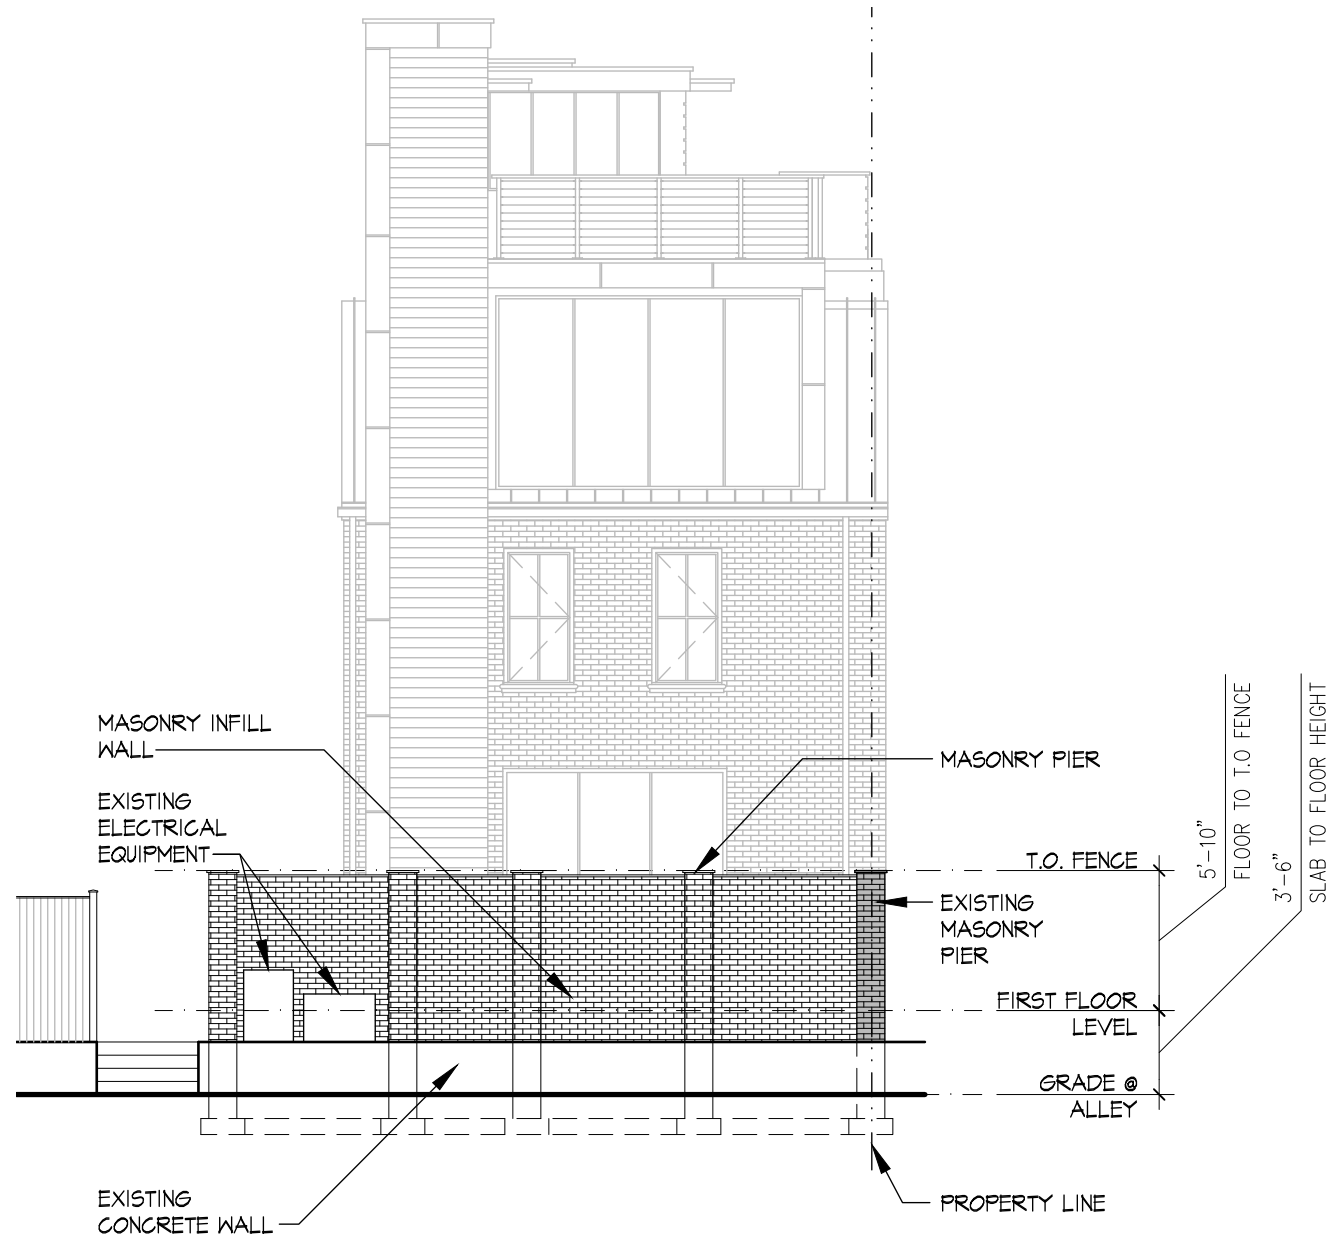 MASONRY INFILL
WALL
EXISTING
ELECTRICAL
EQUIPMENT
MASONRY PIER
T.O. FENCE
EXISTING
MASONRY
PIER
FIRST FLOOR
LEVEL
GRADE @
ALLEY
5'-10"
FLOOR TO T.O FENCE
3'-6"
SLAB TO FLOOR HEIGHT
EXISTING
CONCRETE WALL
PROPERTY LINE